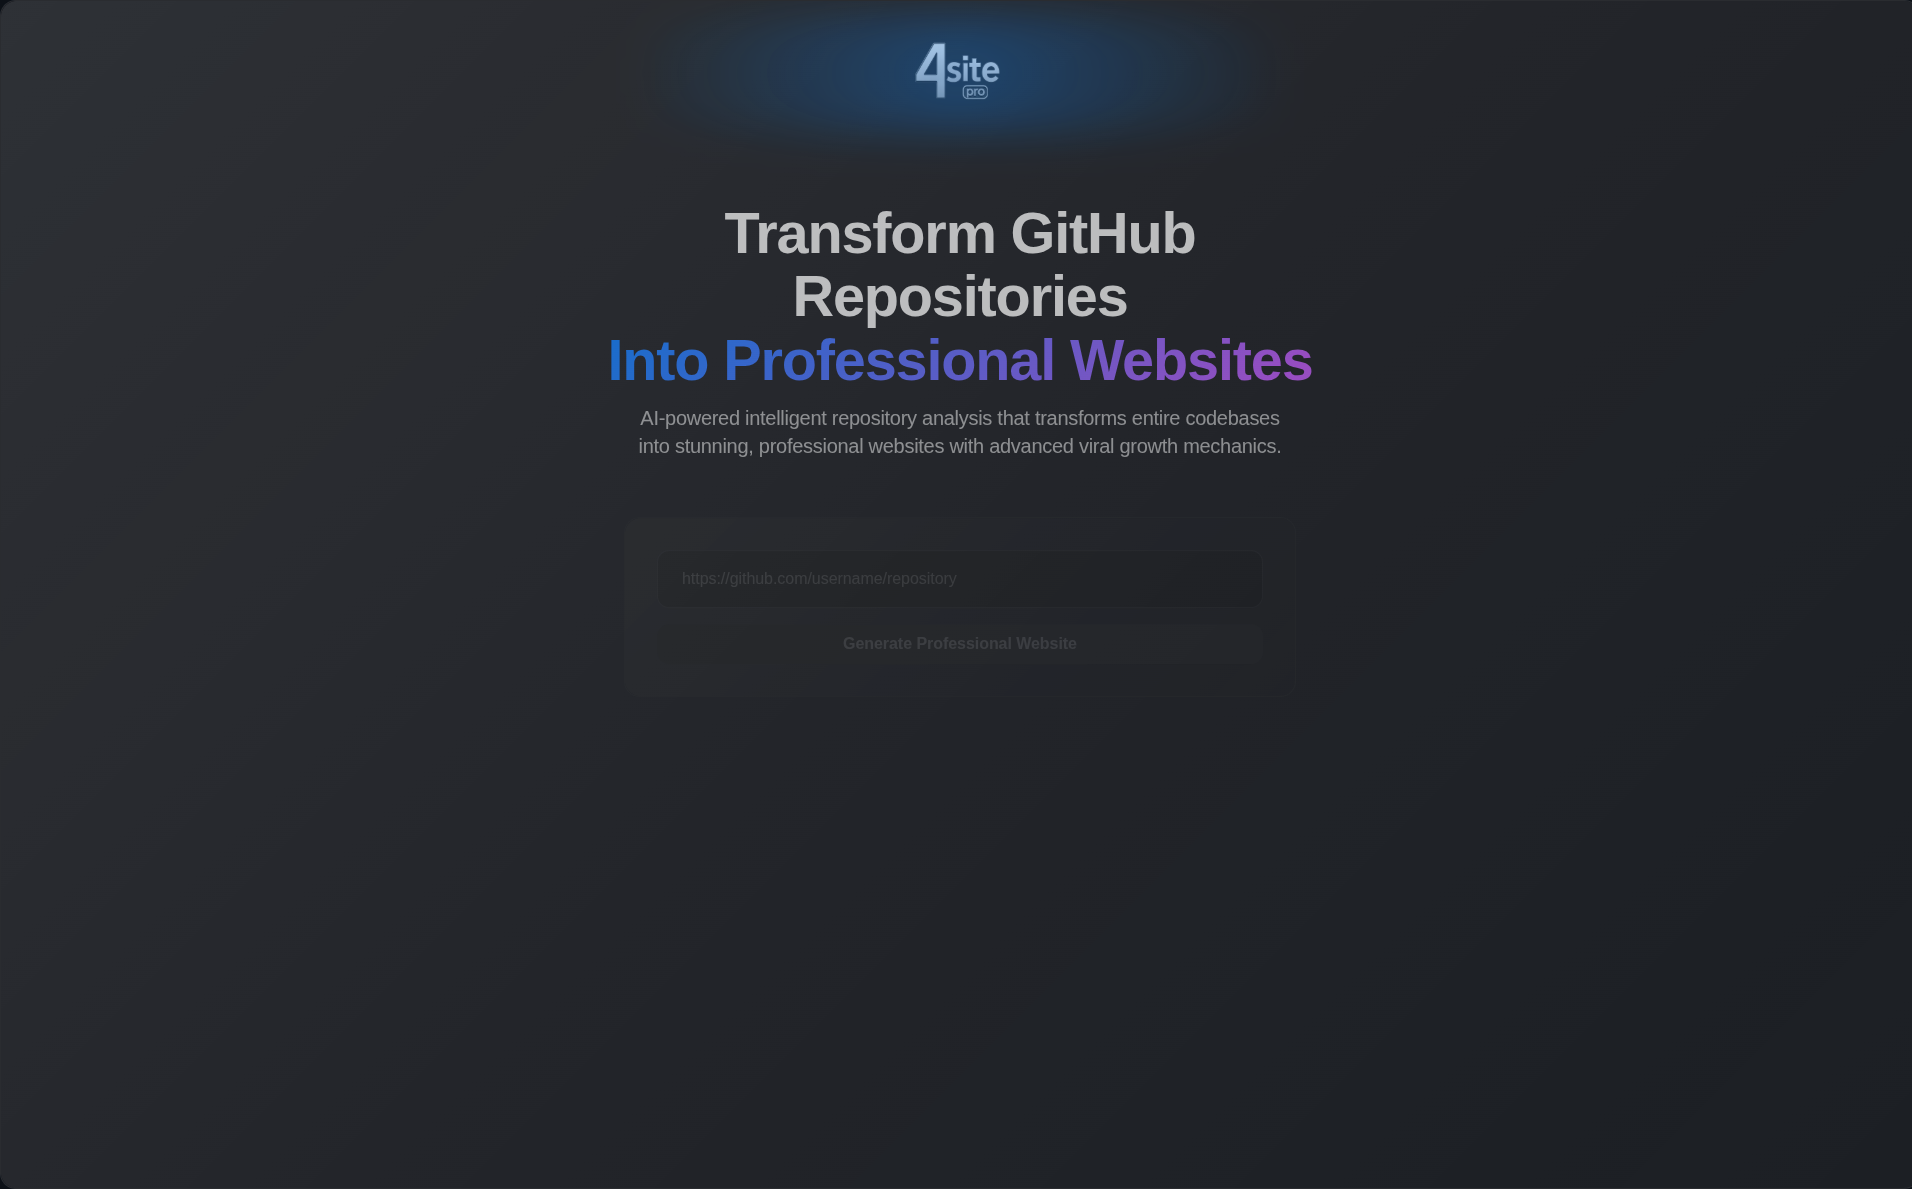 4site
pro
Transform GitHub
Repositories
Into Professional Websites
AI-powered intelligent repository analysis that transforms entire codebases
into stunning, professional websites with advanced viral growth mechanics.
https://github.com/username/repository
Generate Professional Website